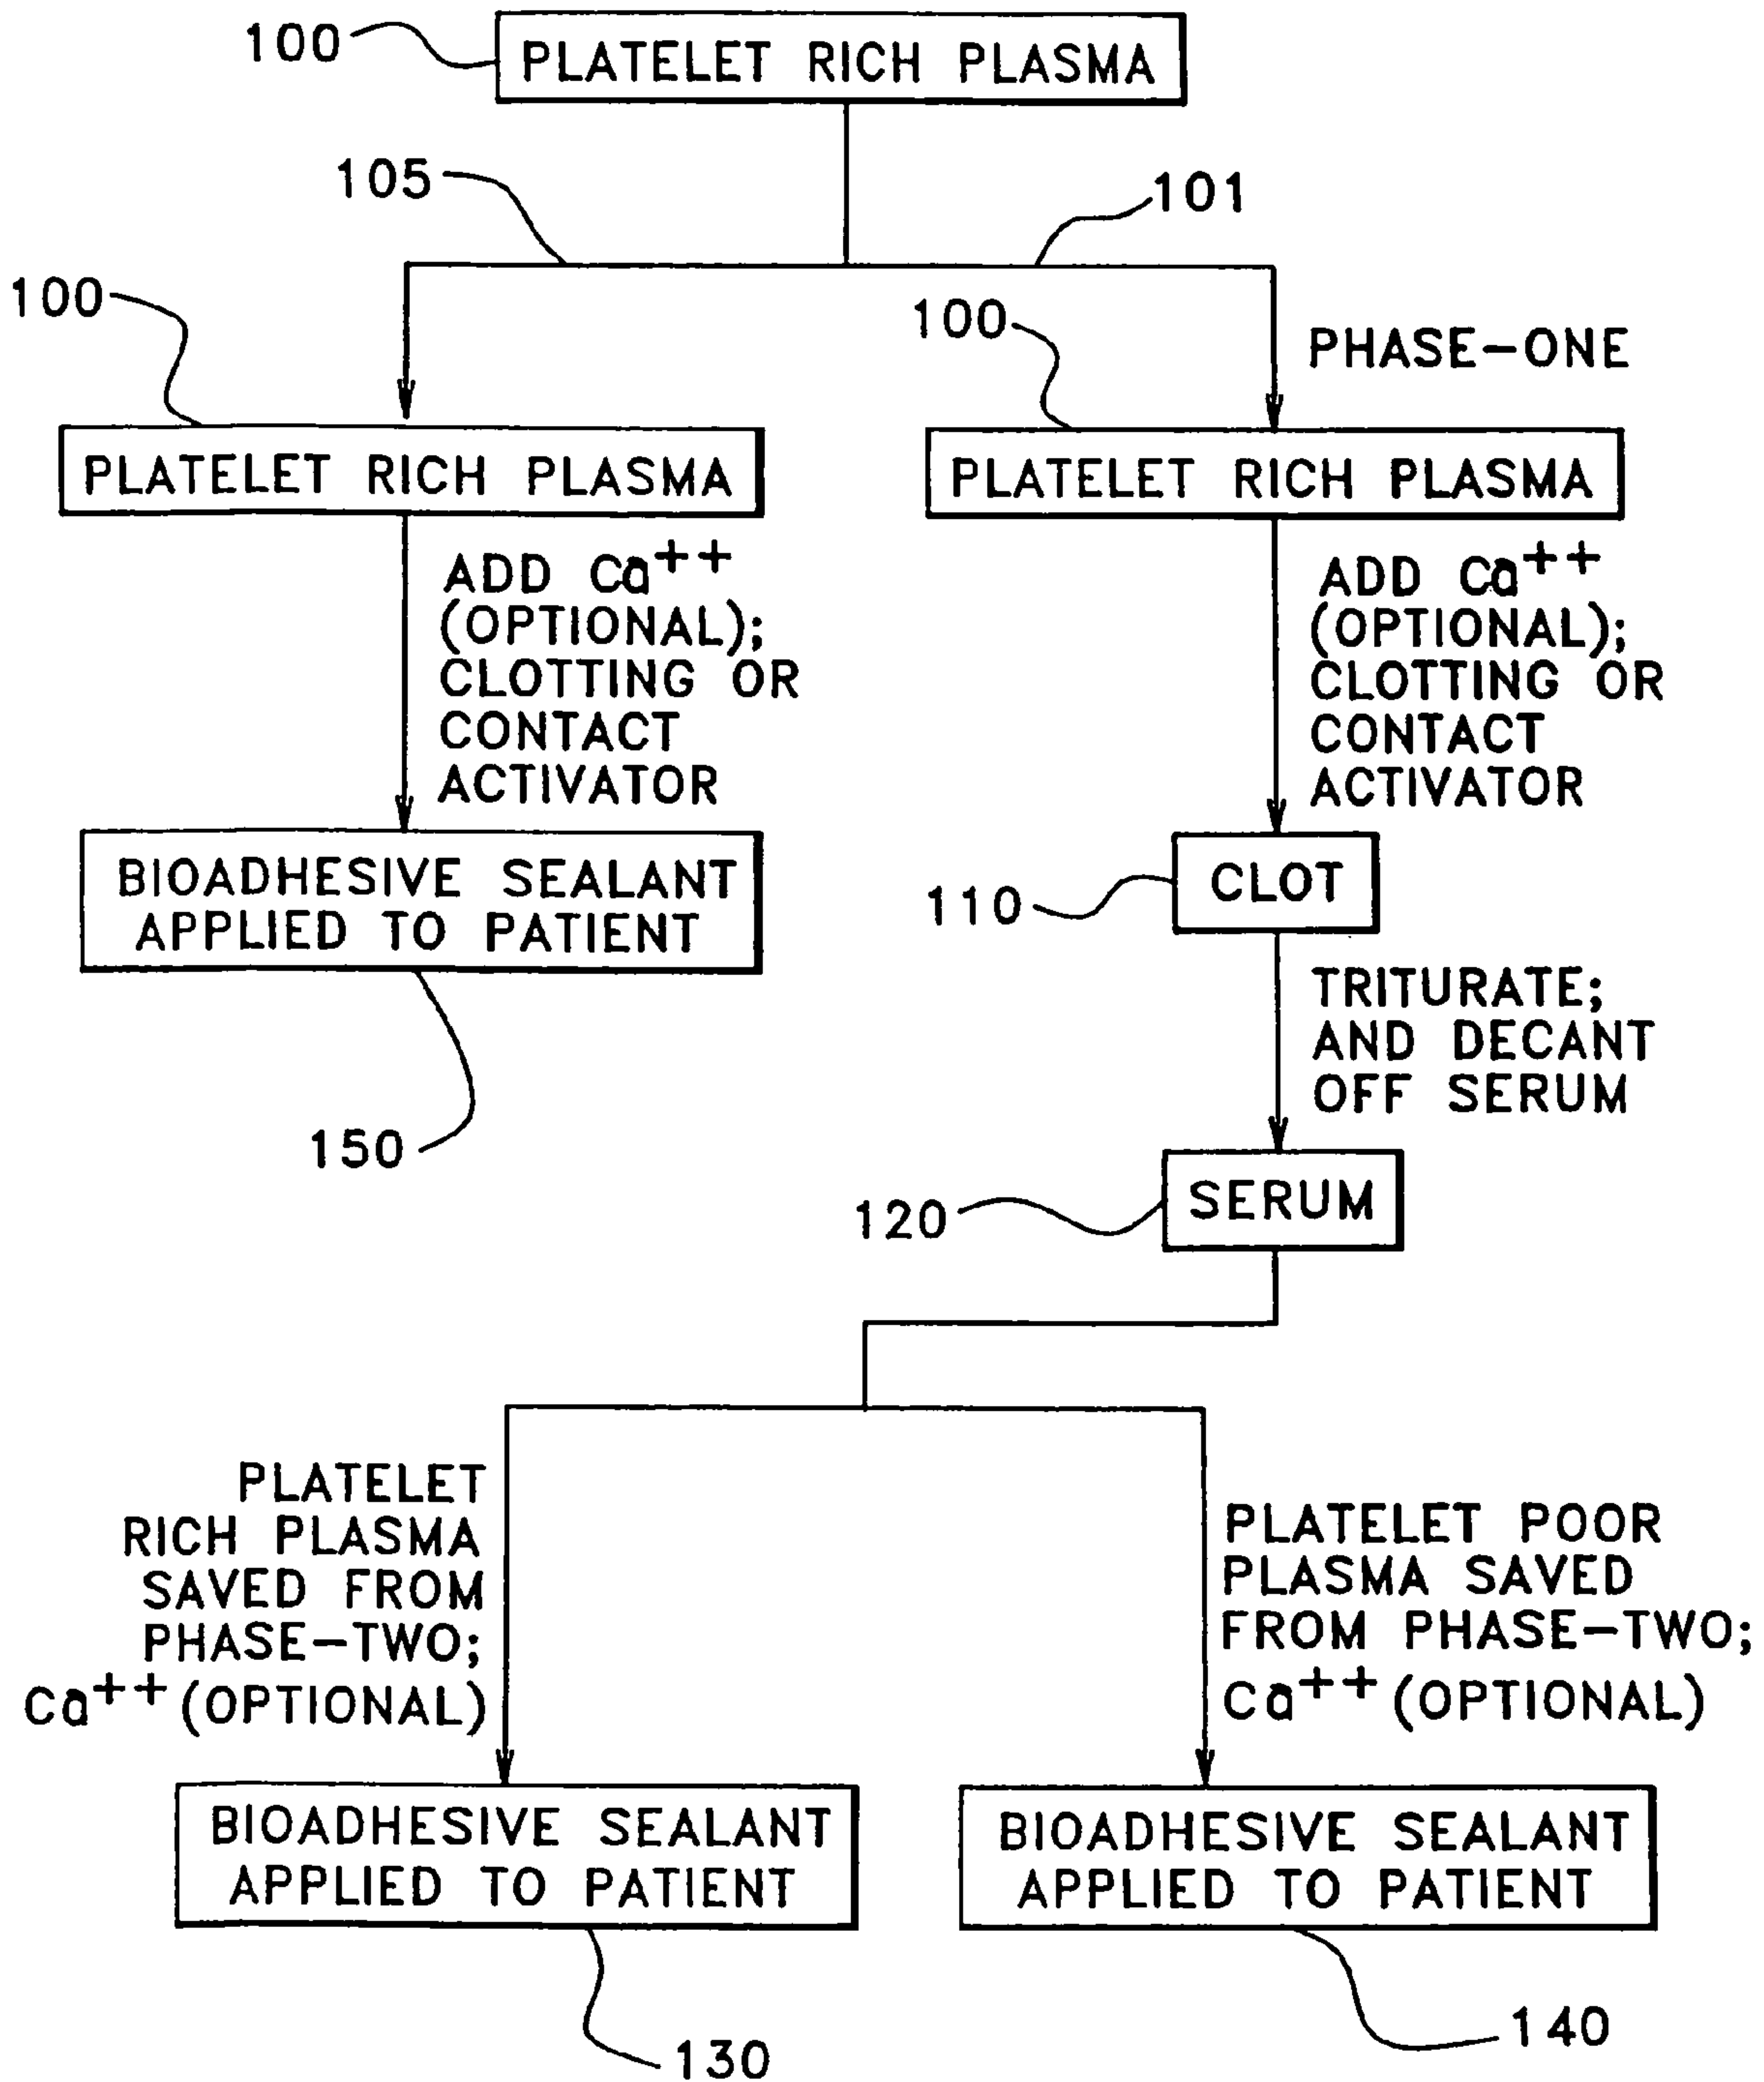 100
PLATELET RICH PLASMA
105
101
100
100
PHASE-ONE
PLATELET RICH PLASMA
PLATELET RICH PLASMA
ADD Ca++
(OPTIONAL);
CLOTTING OR
CONTACT
ACTIVATOR
ADD Ca++
(OPTIONAL);
CLOTTING OR
CONTACT
ACTIVATOR
BIOADHESIVE SEALANT
APPLIED TO PATIENT
150
110
CLOT
TRITURATE;
AND DECANT
OFF SERUM
120
SERUM
PLATELET
RICH PLASMA
SAVED FROM
PHASE-TWO;
Ca++ (OPTIONAL)
PLATELET POOR
PLASMA SAVED
FROM PHASE-TWO;
Ca++ (OPTIONAL)
BIOADHESIVE SEALANT
APPLIED TO PATIENT
BIOADHESIVE SEALANT
APPLIED TO PATIENT
130
140